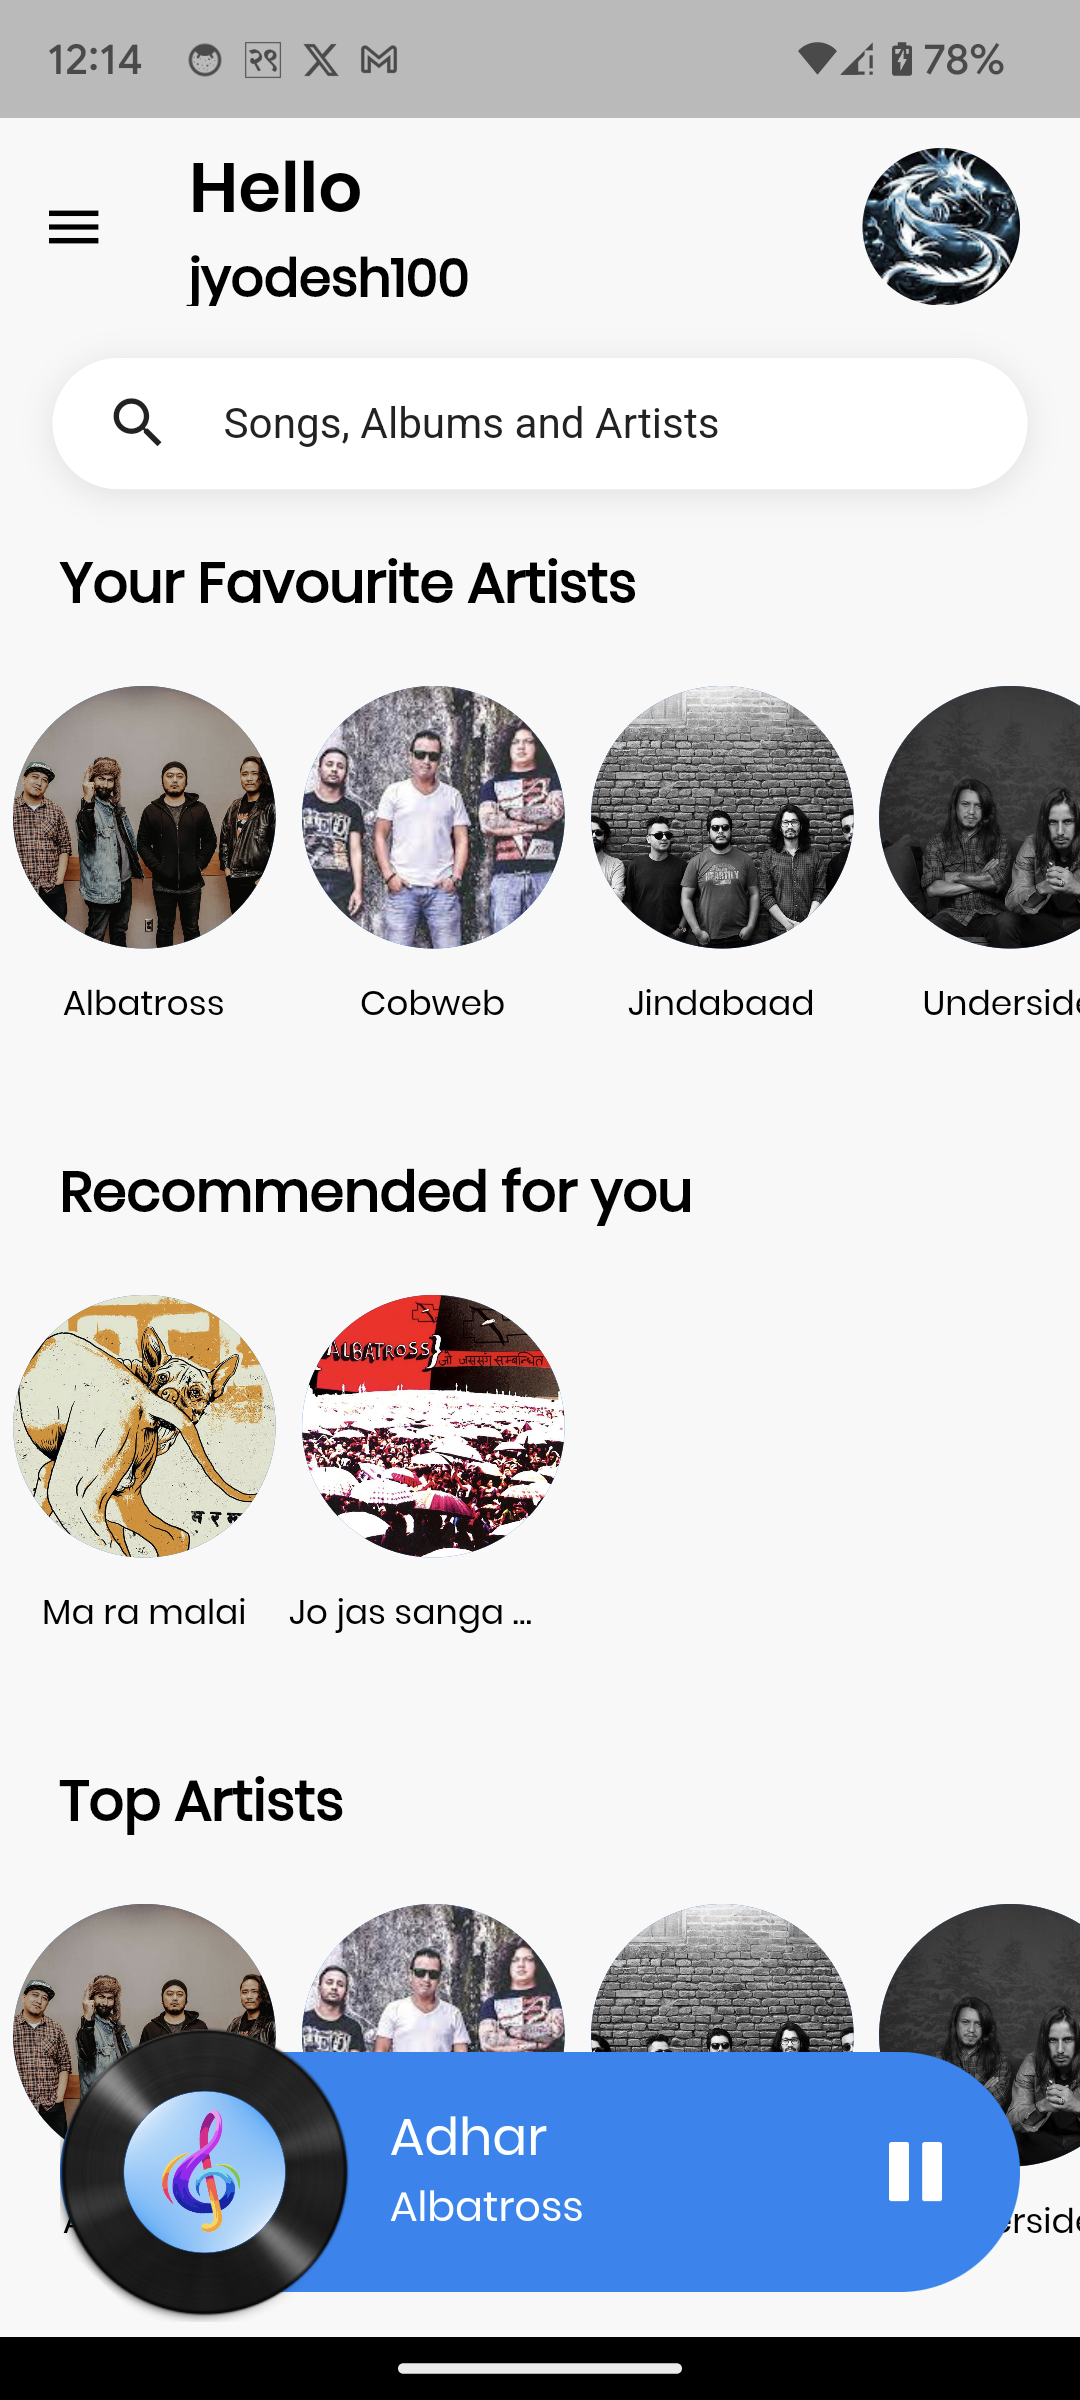 12:14
२९
78%
Hello
jyodesh100
Songs, Albums and Artists
Your Favourite Artists
Albatross
Cobweb
Jindabaad
Underside
Recommended for you
ALBATROSS
जो जससंग सम्बन्धित
Ma ra malai
Jo jas sanga ...
Top Artists
Adhar
Albatross
erside